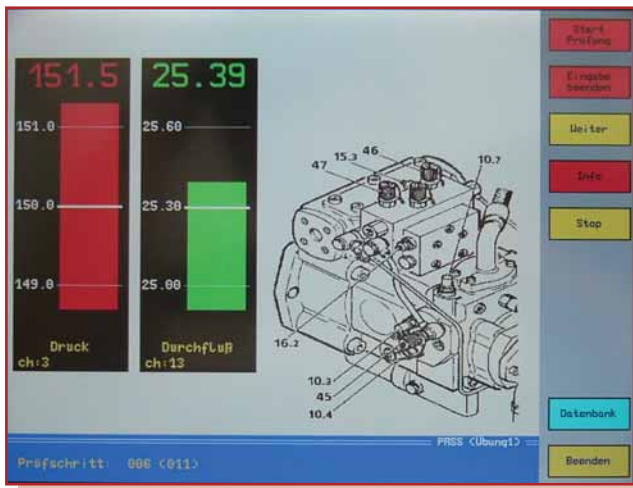 151.5
25.39
151.0
25.60
150.0
25.30
149.0
25.00
Druck
ch:3
Durchfluß
ch:13
46
15.3
47
10.7
16.2
10.3
45
10.4
Start
Prüfung
Eingabe
beenden
Weiter
Info
Stop
Datenbank
Beenden
PASS (Übung1)
Prüfschritt: 006 (011)